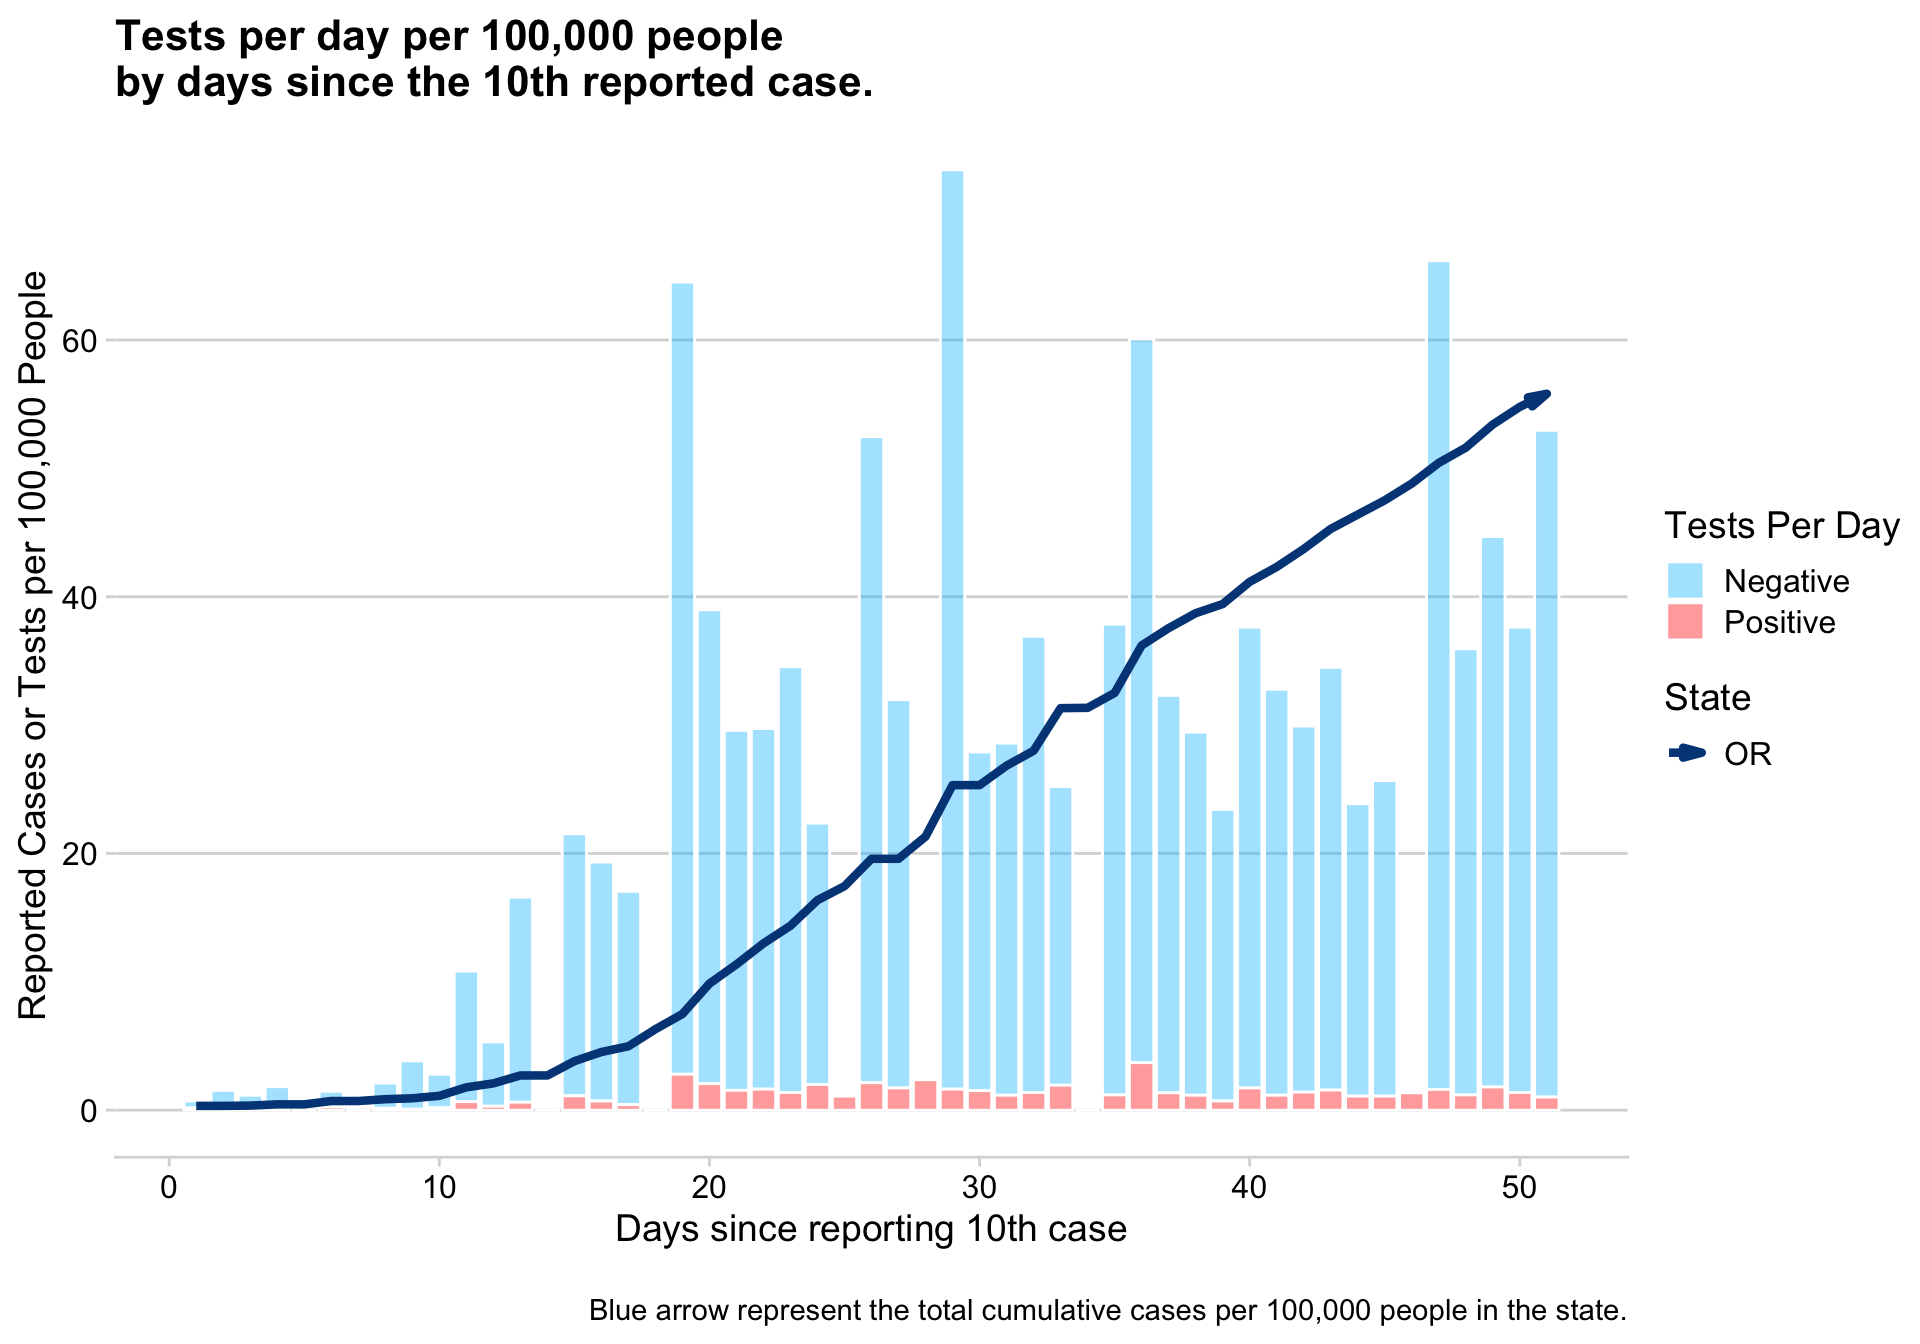 Tests per day per 100,000 people
by days since the 10th reported case.
Reported Cases or Tests per 100,000 People
60
40
20
0
0 10 20 30 40 50
Days since reporting 10th case
Tests Per Day
Negative
Positive
State
OR
Blue arrow represent the total cumulative cases per 100,000 people in the state.